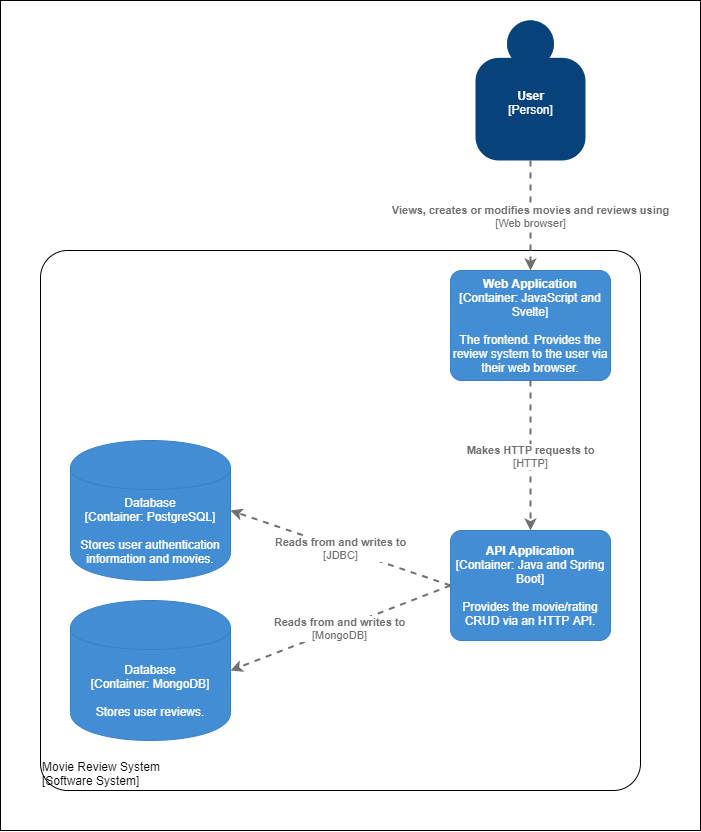 User
[Person]
Views, creates or modifies movies and reviews using
[Web browser]
Web Application
[Container: JavaScript and
Svelte]
The frontend. Provides the
review system to the user via
their web browser.
Makes HTTP requests to
[HTTP]
Database
[Container: PostgreSQL]
Stores user authentication
information and movies.
Reads from and writes to
[JDBC]
API Application
[Container: Java and Spring
Boot]
Provides the movie/rating
CRUD via an HTTP API.
Reads from and writes to
[MongoDB]
Database
[Container: MongoDB]
Stores user reviews.
Movie Review System
[Software System]